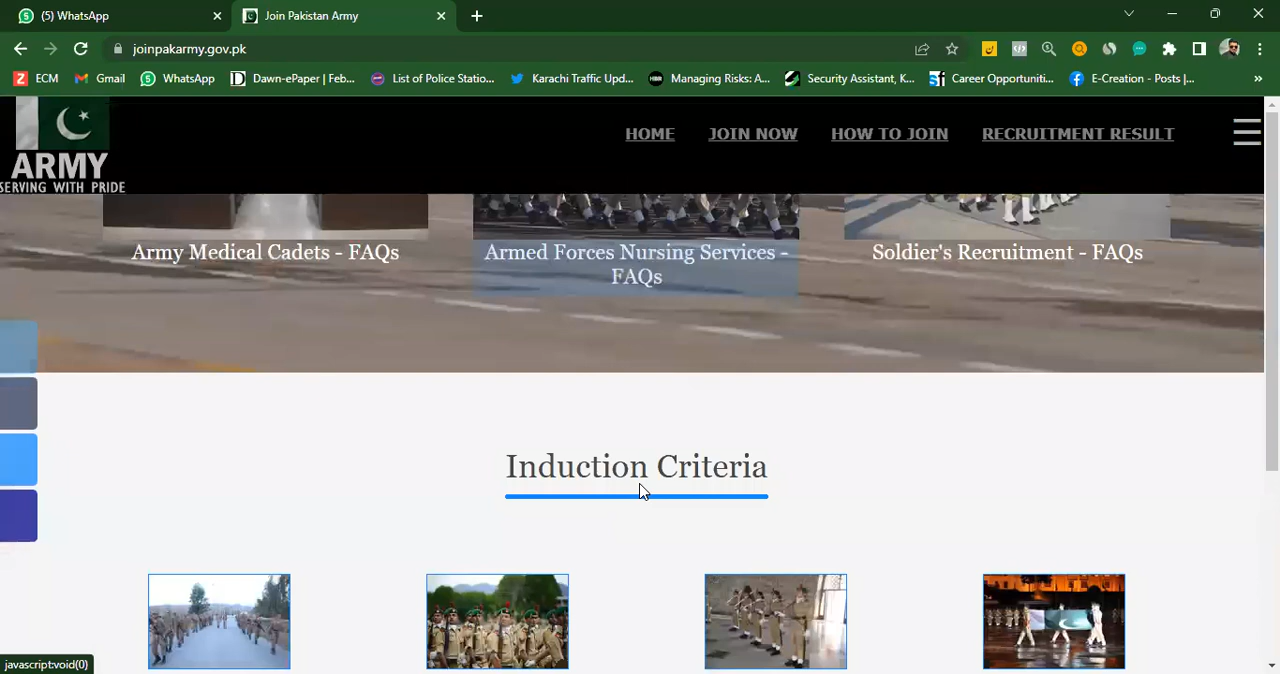 (5) WhatsApp
Join Pakistan Army
joinpakarmy.gov.pk
ECM
Gmail
WhatsApp
Dawn-ePaper | Feb...
List of Police Statio...
Karachi Traffic Upd...
Managing Risks: A...
Security Assistant, K...
Career Opportuniti...
E-Creation - Posts |...
ARMY
SERVING WITH PRIDE
HOME
JOIN NOW
HOW TO JOIN
RECRUITMENT RESULT
Army Medical Cadets - FAQs
Armed Forces Nursing Services -
FAQs
Soldier's Recruitment - FAQs
Induction Criteria
javascript:void(0)